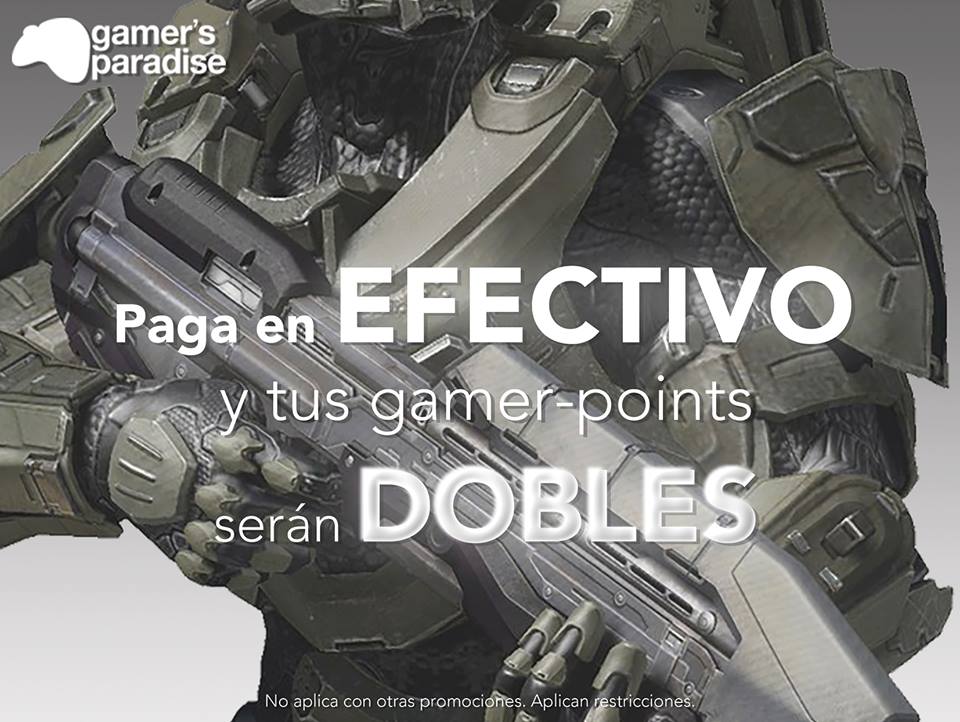 gamer's
paradise
Paga en EFECTIVO
y tus gamer-points
serán DOBLES
No aplica con otras promociones. Aplican restricciones.